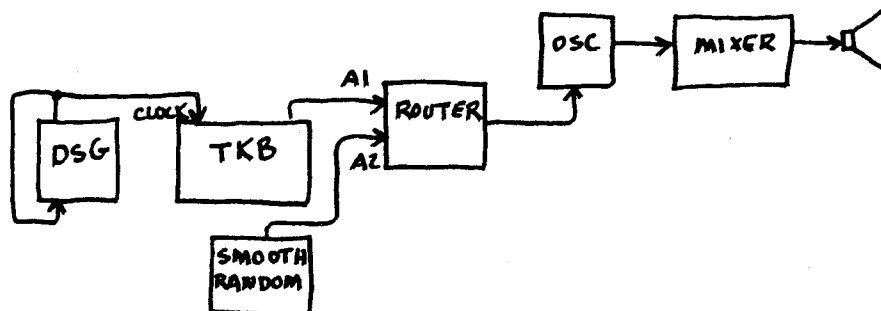 DSG
CLOCK
TKB
SMOOTH
RANDOM
A1
A2
ROUTER
OSC
MIXER